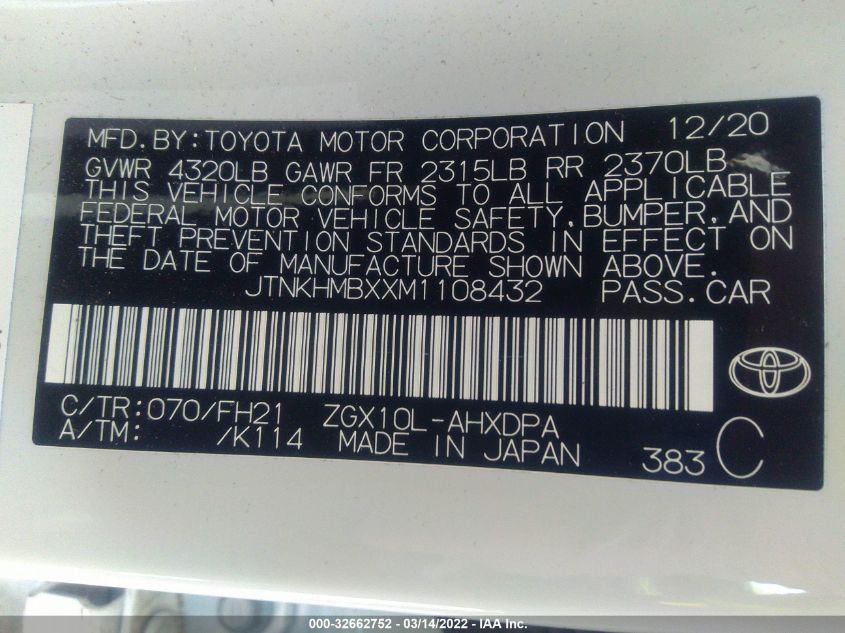 MFD. BY: TOYOTA MOTOR CORPORATION 12/20
GVWR 4320LB GAWR FR 2315LB RR 2370LB
THIS VEHICLE CONFORMS TO ALL APPLICABLE
FEDERAL MOTOR VEHICLE SAFETY, BUMPER, AND
THEFT PREVENTION STANDARDS IN EFFECT ON
THE DATE OF MANUFACTURE SHOWN ABOVE.
JTNKHMBXXM1108432 PASS. CAR
C/TR: 070/FH21 ZGX10L-AHXDPA
A/TM: /K114 MADE IN JAPAN 383 C
000-32662752 - 03/14/2022 - IAA Inc.